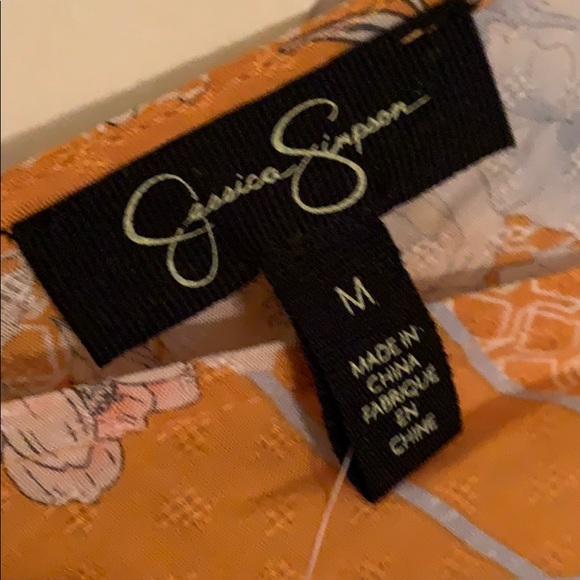 Jessica Simpson
M
MADE IN
CHINA
FABRIQUE
EN
CHINE